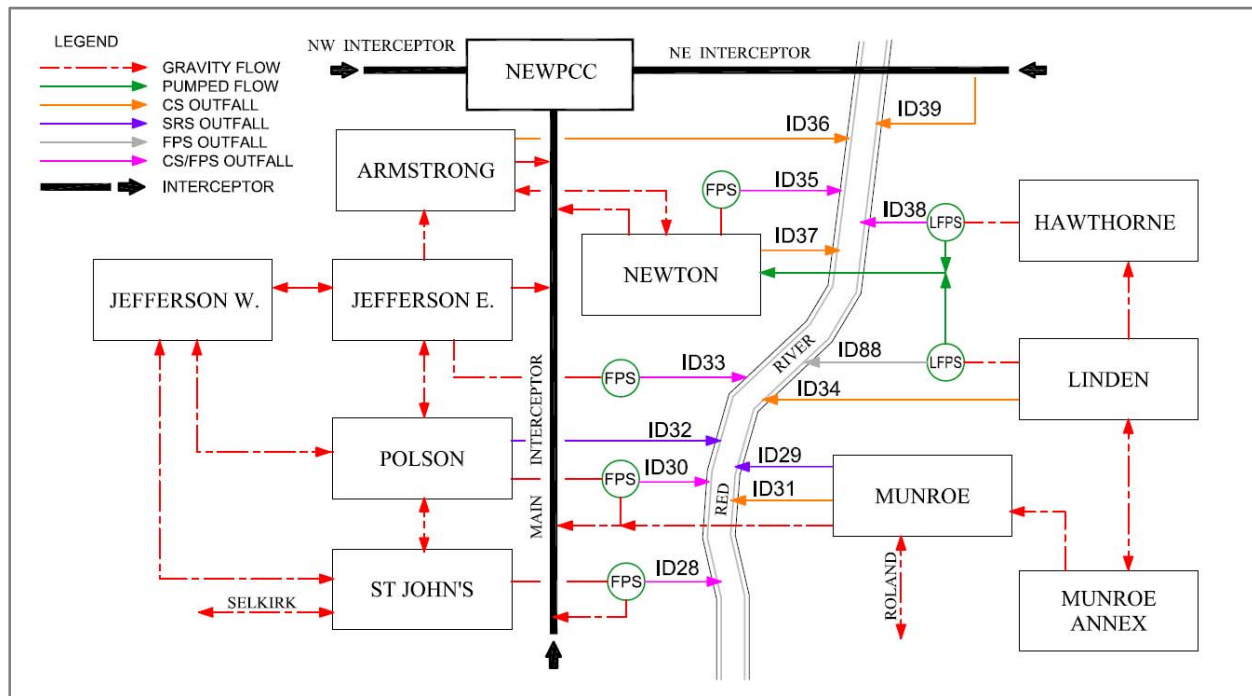 LEGEND
GRAVITY FLOW
PUMPED FLOW
CS OUTFALL
SRS OUTFALL
FPS OUTFALL
CS/FPS OUTFALL
INTERCEPTOR
NW INTERCEPTOR
NEWPCC
NE INTERCEPTOR
ID36
ID39
ARMSTRONG
FPS
ID35
ID38
LFPS
HAWTHORNE
ID37
NEWTON
JEFFERSON W.
JEFFERSON E.
RIVER
ID88
LFPS
LINDEN
FPS
ID33
ID34
MAIN INTERCEPTOR
ID32
POLSON
FPS
ID30
RED
ID29
ID31
MUNROE
ST JOHN'S
FPS
ID28
SELKIRK
ROLAND
MUNROE
ANNEX